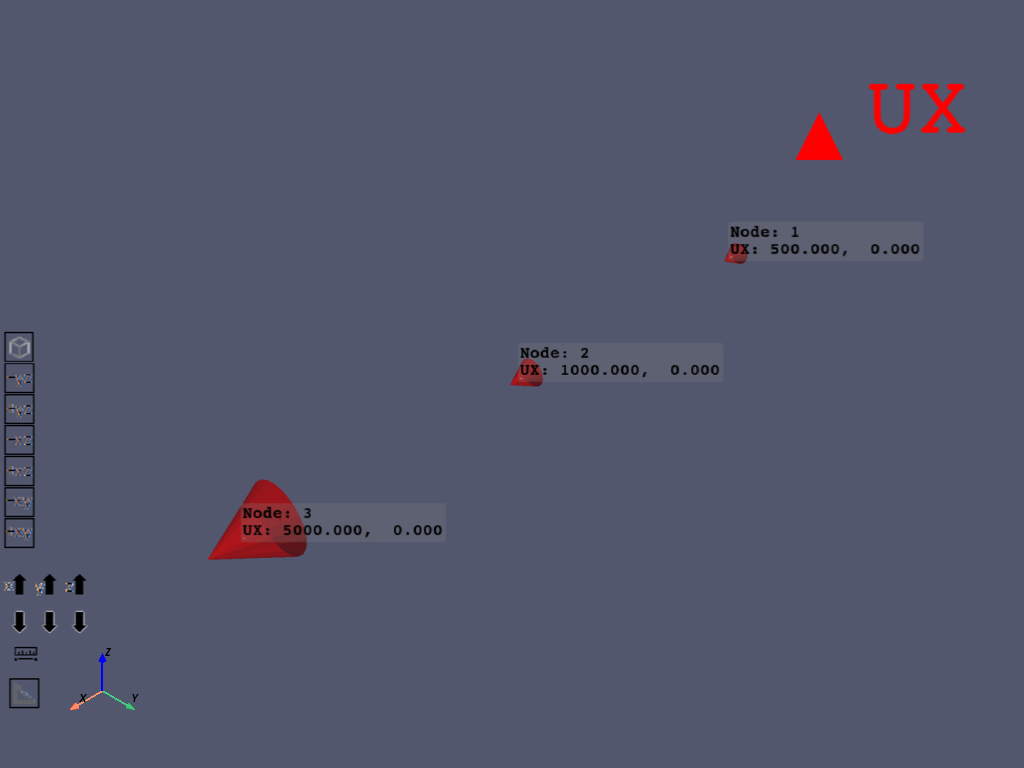 UX
Node: 1
UX: 500.000,  0.000
Node: 2
UX: 1000.000,  0.000
Node: 3
UX: 5000.000,  0.000
-yz
+yz
-xz
+xz
-xy
+xy
x y z
Z
X Y